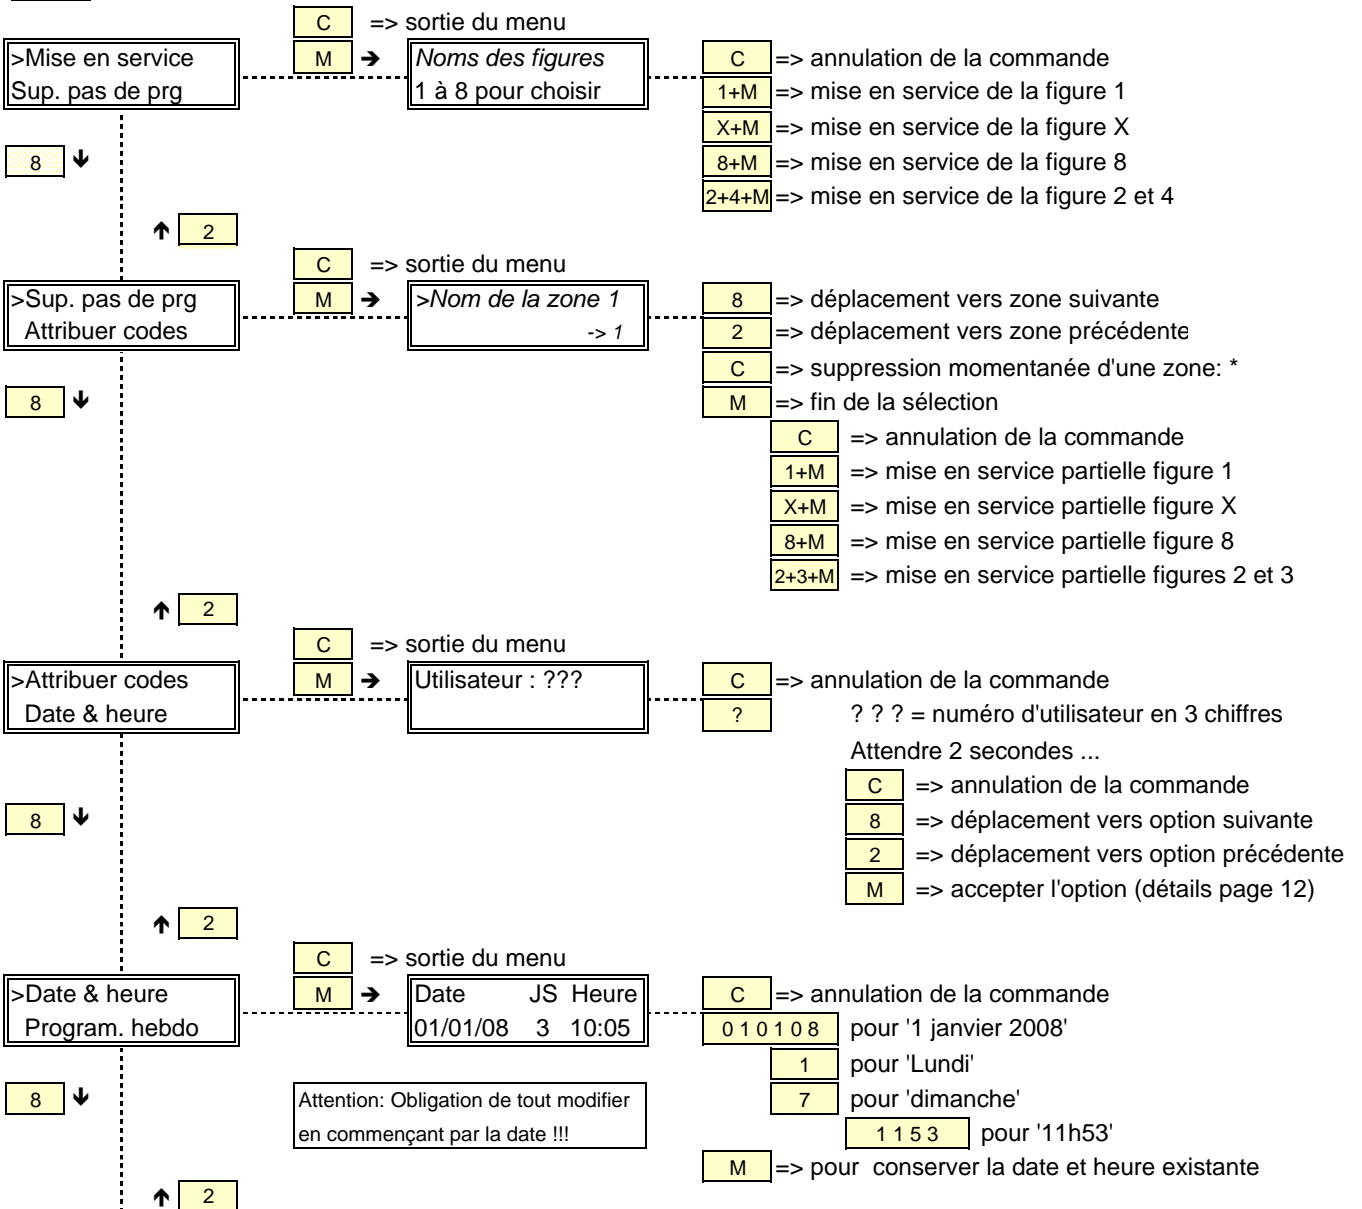 C => sortie du menu
>Mise en service
Sup. pas de prg
M ➔
Noms des figures
1 à 8 pour choisir
C => annulation de la commande
1+M => mise en service de la figure 1
X+M => mise en service de la figure X
8+M => mise en service de la figure 8
2+4+M => mise en service de la figure 2 et 4
8 🡻
🡹 2
C => sortie du menu
>Sup. pas de prg
Attribuer codes
M ➔
>Nom de la zone 1
-> 1
8 => déplacement vers zone suivante
2 => déplacement vers zone précédente
C => suppression momentanée d'une zone: *
M => fin de la sélection
C => annulation de la commande
1+M => mise en service partielle figure 1
X+M => mise en service partielle figure X
8+M => mise en service partielle figure 8
2+3+M => mise en service partielle figures 2 et 3
8 🡻
🡹 2
C => sortie du menu
>Attribuer codes
Date & heure
M ➔
Utilisateur : ???
C => annulation de la commande
? ? ? ? = numéro d'utilisateur en 3 chiffres
Attendre 2 secondes ...
C => annulation de la commande
8 => déplacement vers option suivante
2 => déplacement vers option précédente
M => accepter l'option (détails page 12)
8 🡻
🡹 2
C => sortie du menu
>Date & heure
Program. hebdo
M ➔
Date JS Heure
01/01/08 3 10:05
C => annulation de la commande
0 1 0 1 0 8 pour '1 janvier 2008'
1 pour 'Lundi'
7 pour 'dimanche'
1 1 5 3 pour '11h53'
M => pour conserver la date et heure existante
Attention: Obligation de tout modifier
en commençant par la date !!!
8 🡻
🡹 2